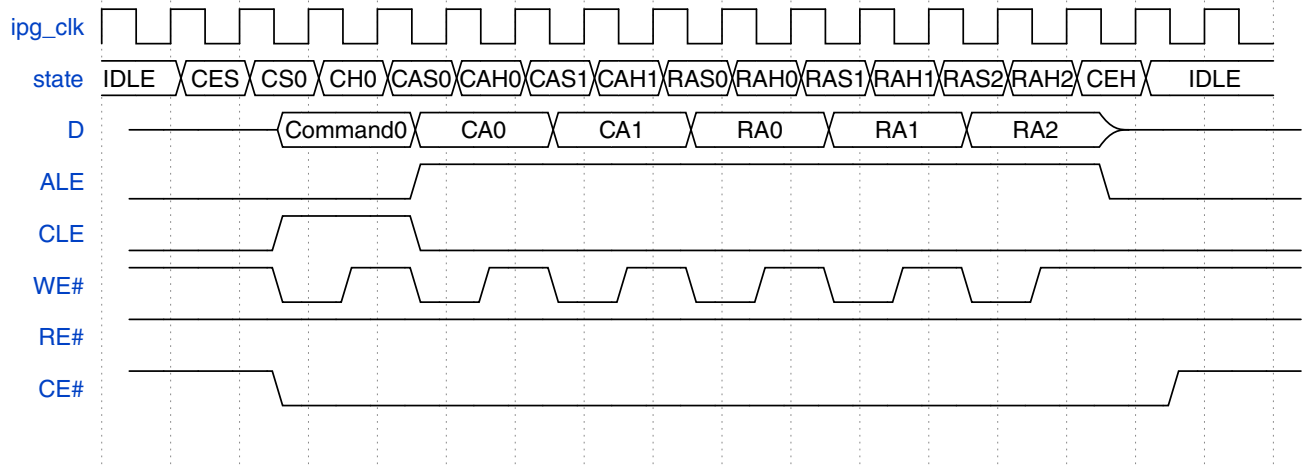 ipg_clk
state IDLE CES CS0 CH0 CAS0 CAH0 CAS1 CAH1 RAS0 RAH0 RAS1 RAH1 RAS2 RAH2 CEH IDLE
D Command0 CA0 CA1 RA0 RA1 RA2
ALE
CLE
WE#
RE#
CE#